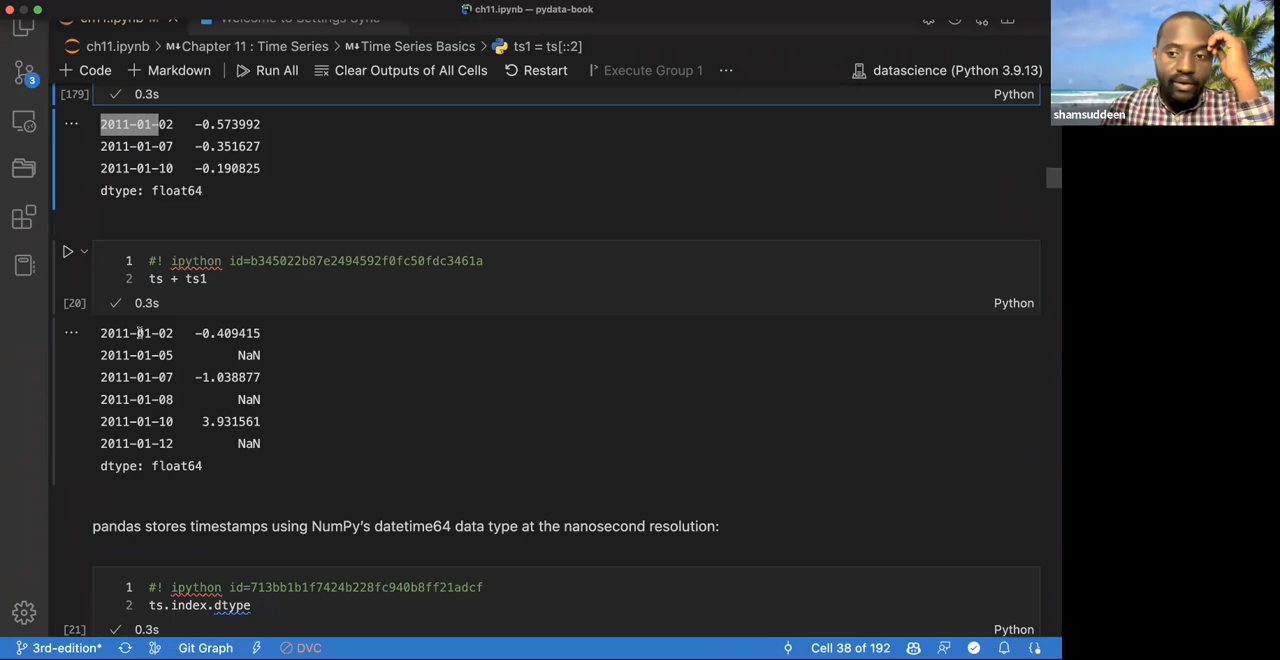 ch11.ipynb — pydata-book
ch11.ipynb M Welcome to Settings Sync
ch11.ipynb > M↓Chapter 11 : Time Series > M↓Time Series Basics > ts1 = ts[::2]
+ Code + Markdown | Run All Clear Outputs of All Cells Restart | Execute Group 1 ... datascience (Python 3.9.13)
[179] ✓ 0.3s Python
... 2011-01-02 -0.573992
2011-01-07 -0.351627
2011-01-10 -0.190825
dtype: float64
1 #! ipython id=b345022b87e2494592f0fc50fdc3461a
2 ts + ts1
[20] ✓ 0.3s Python
... 2011-01-02 -0.409415
2011-01-05 NaN
2011-01-07 -1.038877
2011-01-08 NaN
2011-01-10 3.931561
2011-01-12 NaN
dtype: float64
pandas stores timestamps using NumPy’s datetime64 data type at the nanosecond resolution:
1 #! ipython id=713bb1b1f7424b228fc940b8ff21adcf
2 ts.index.dtype
[21] ✓ 0.3s Python
3rd-edition* Git Graph DVC Cell 38 of 192
3
shamsuddeen